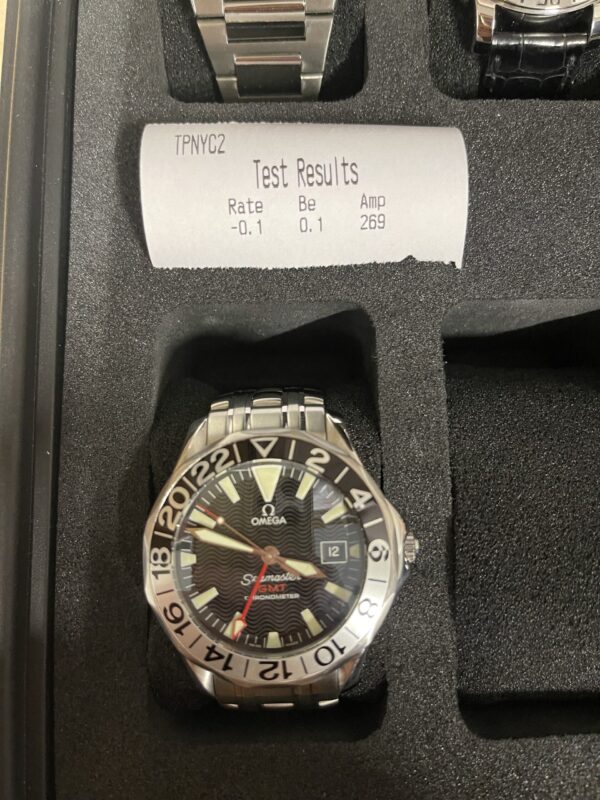 TPNYC2
Test Results
Rate Be Amp
-0.1 0.1 269
22 2
20 4
18 6
16 8
14 12 10
Ω
OMEGA
12
Seamaster
GMT
CHRONOMETER